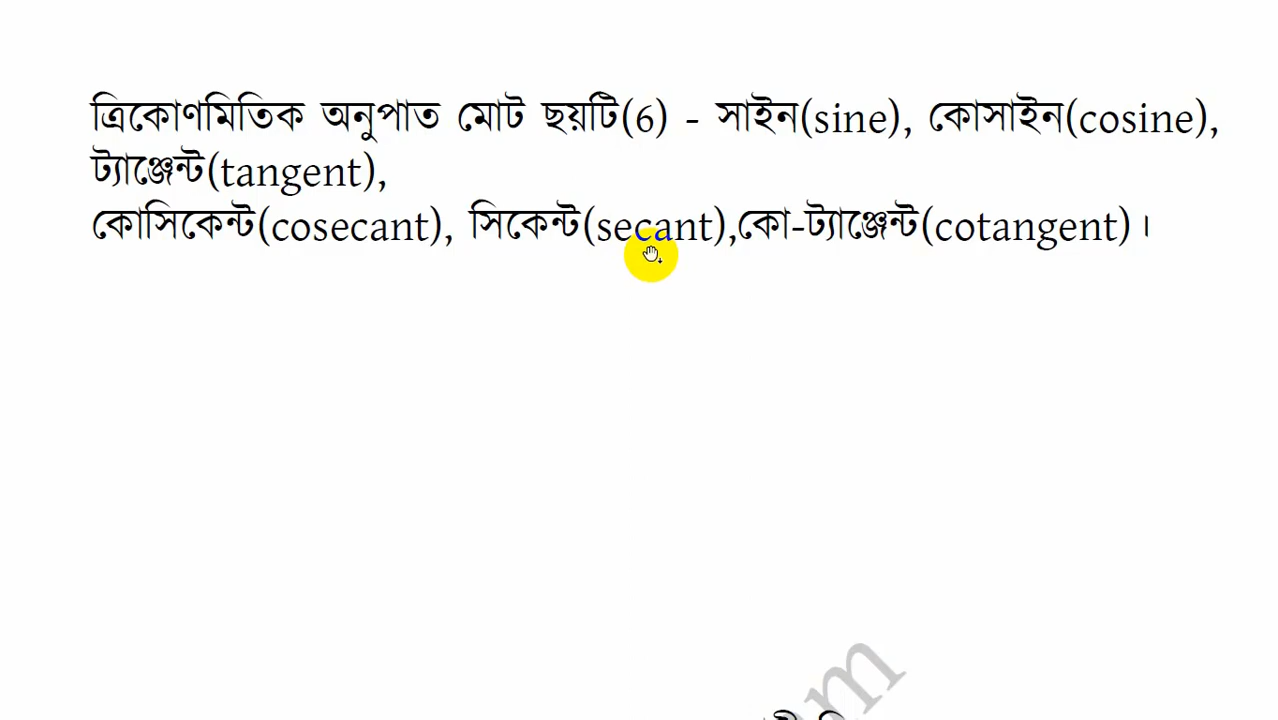 ত্রিকোণমিতিক অনুপাত মোট ছয়টি(6) - সাইন(sine), কোসাইন(cosine),
ট্যাঞ্জেন্ট(tangent),
কোসিকেন্ট(cosecant), সিকেন্ট(secant),কো-ট্যাঞ্জেন্ট(cotangent)।